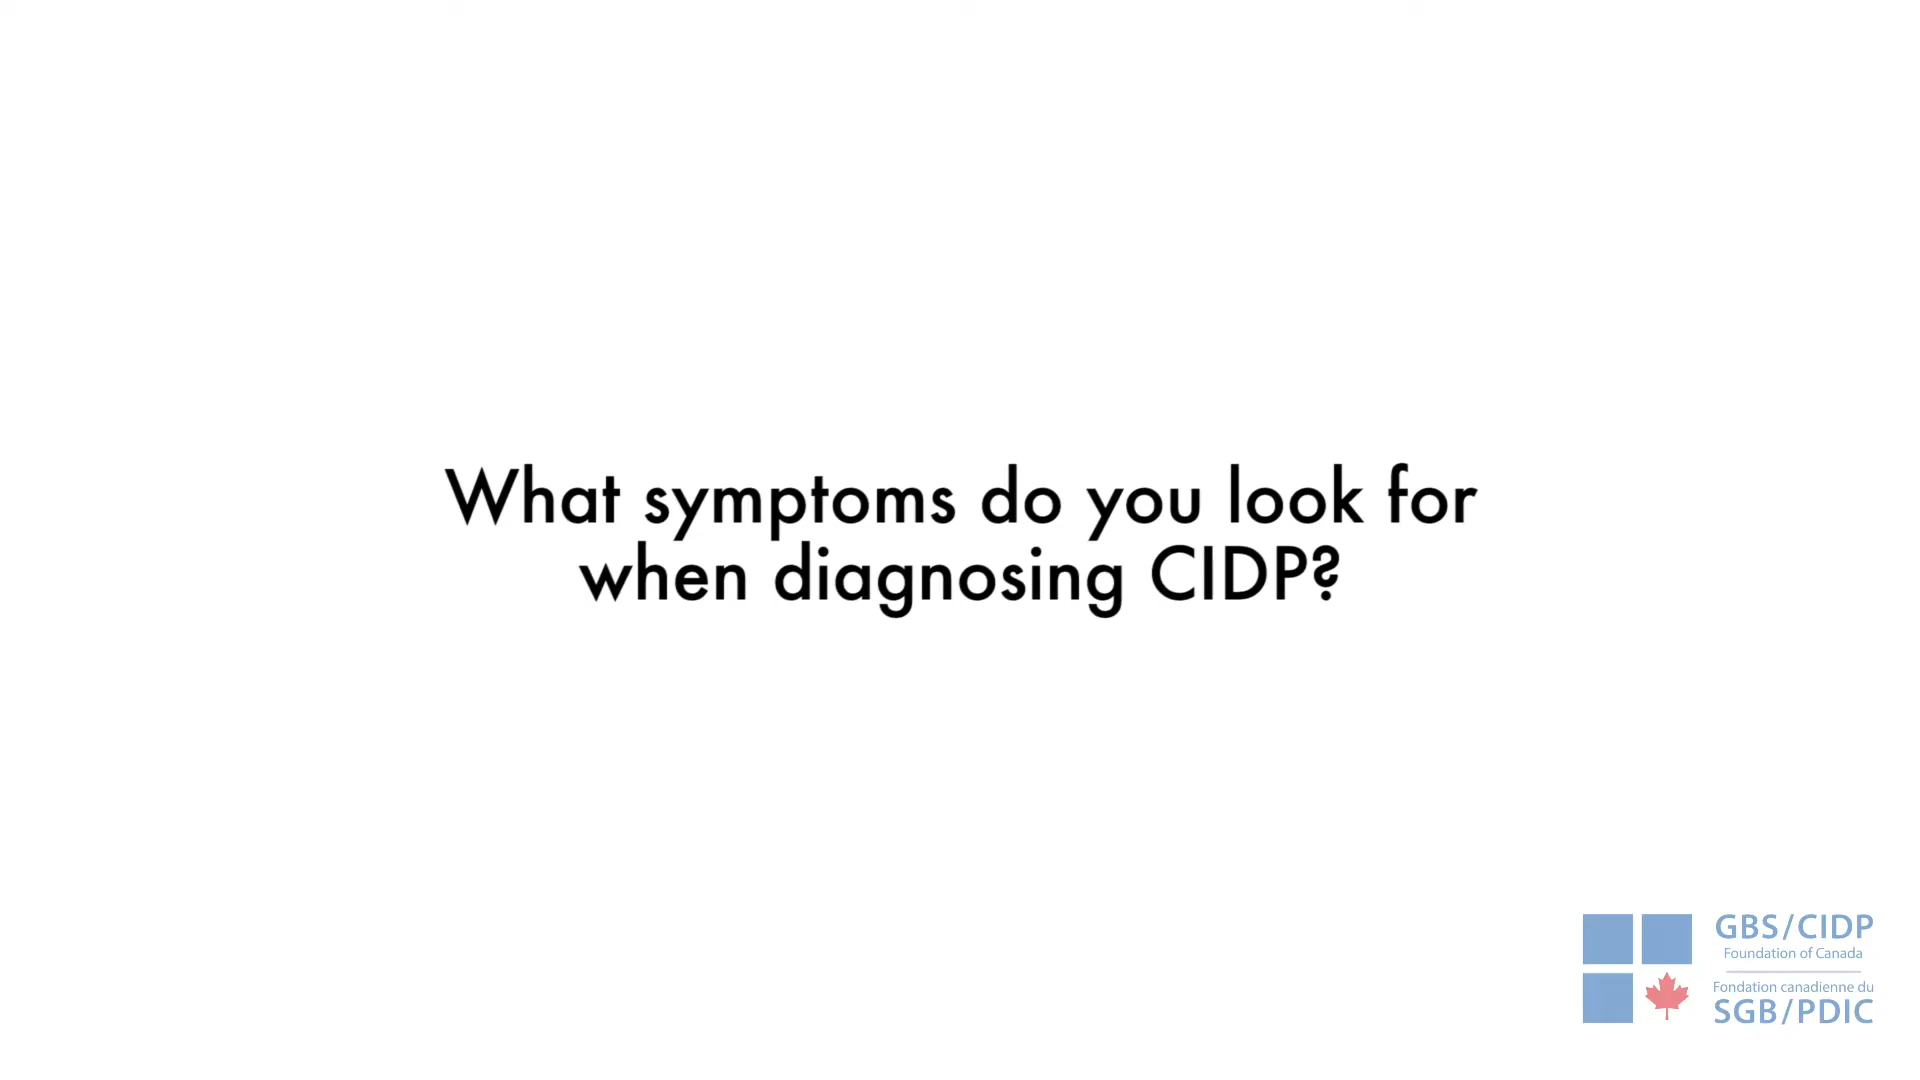 What symptoms do you look for
when diagnosing CIDP?
GBS/CIDP
Foundation of Canada
Fondation canadienne du
SGB/PDIC